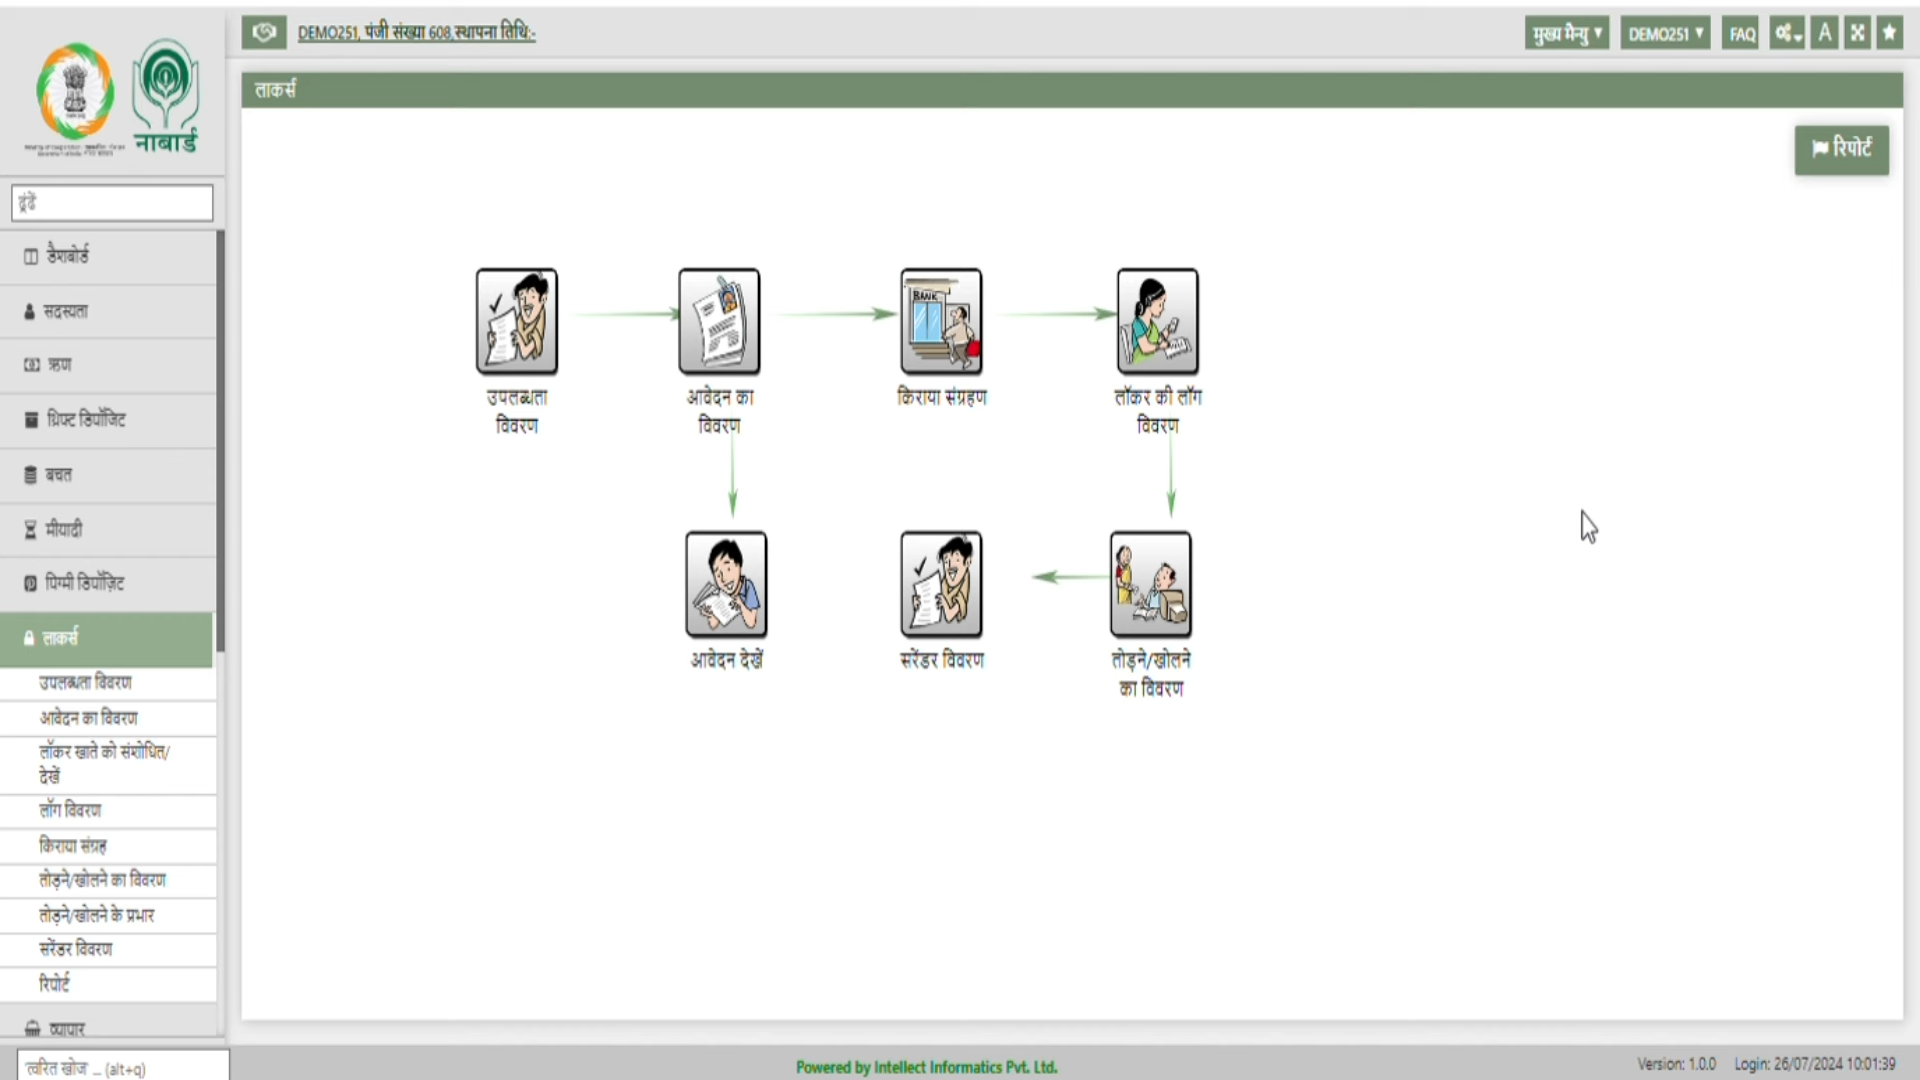 DEMO251, पंजी संख्या 608,स्थापना तिथि:-
मुख्य मैन्यु
DEMO251
FAQ
A
नाबार्ड
लाकर्स
रिपोर्ट
ढूंढें
डैशबोर्ड
सदस्यता
ऋण
थ्रिफ्ट डिपॉजिट
बचत
मीयादी
पिग्मी डिपॉज़िट
लाकर्स
उपलब्धता विवरण
आवेदन का विवरण
लॉकर खाते को संशोधित/
देखें
लॉग विवरण
किराया संग्रह
तोड़ने/खोलने का विवरण
तोड़ने/खोलने के प्रभार
सरेंडर विवरण
रिपोर्ट
व्यापार
BANK
उपलब्धता
विवरण
आवेदन का
विवरण
किराया संग्रहण
लॉकर की लॉग
विवरण
आवेदन देखें
सरेंडर विवरण
तोड़ने/खोलने
का विवरण
त्वरित खोज ... (alt+q)
Powered by Intellect Informatics Pvt. Ltd.
Version: 1.0.0
Login: 26/07/2024 10:01:39